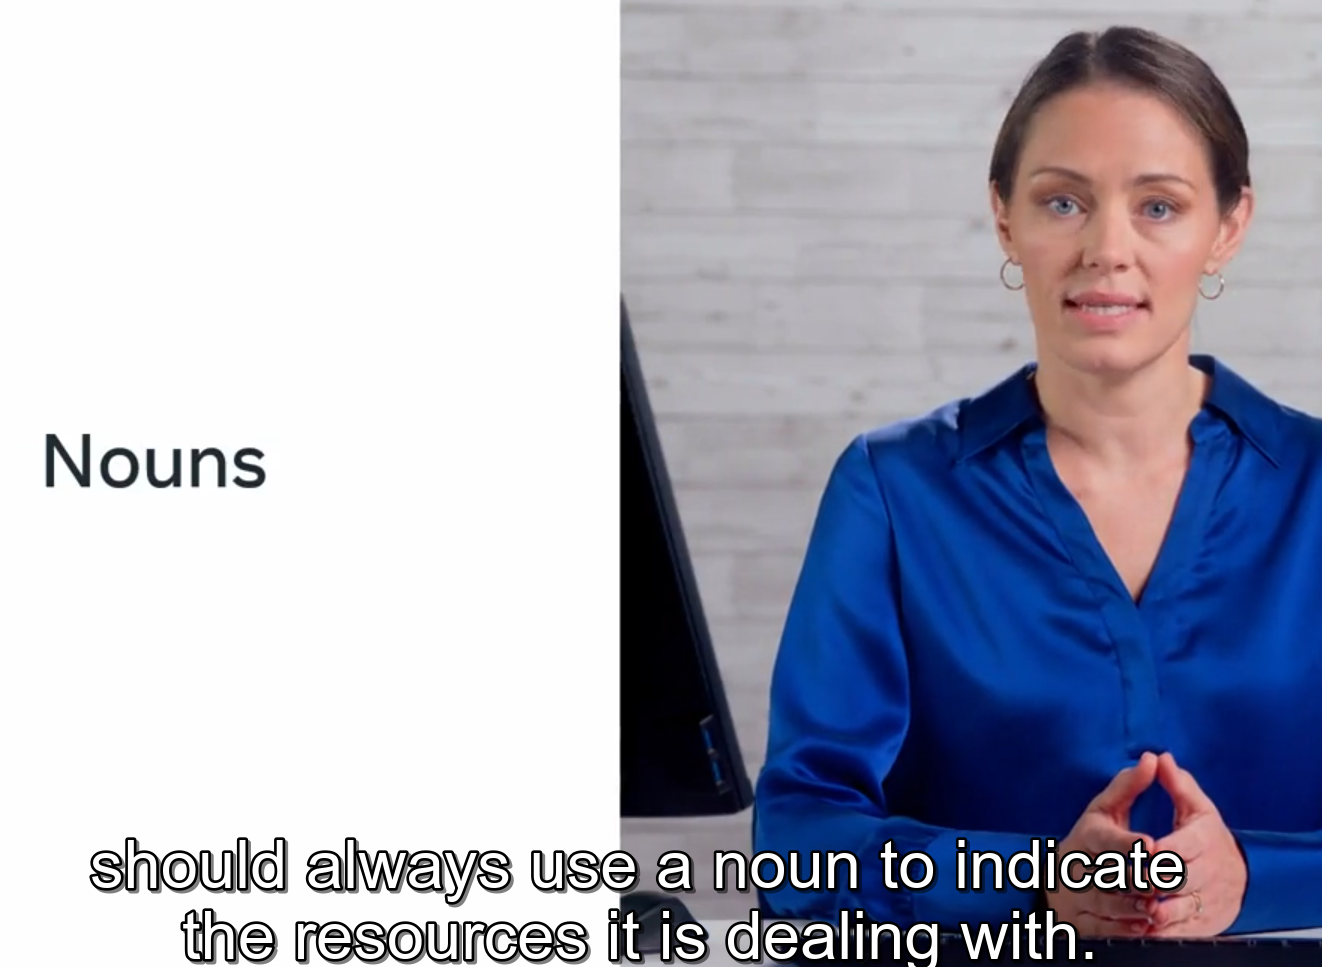 Nouns
should always use a noun to indicate
the resources it is dealing with.